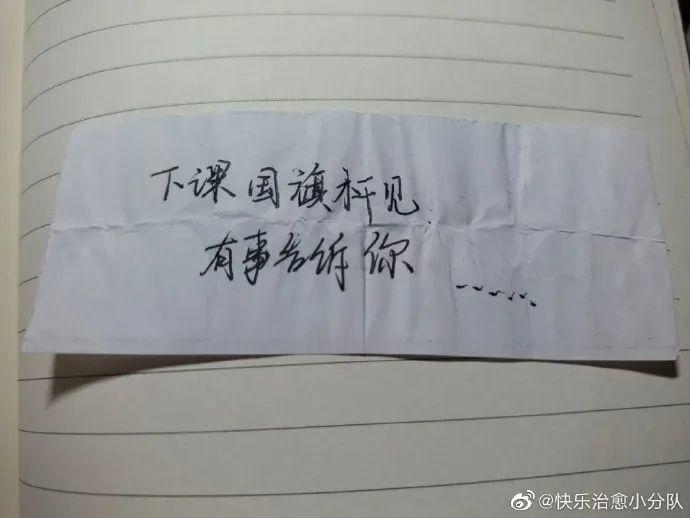 下课国旗杆见
有事告诉你 ......
@快乐治愈小分队